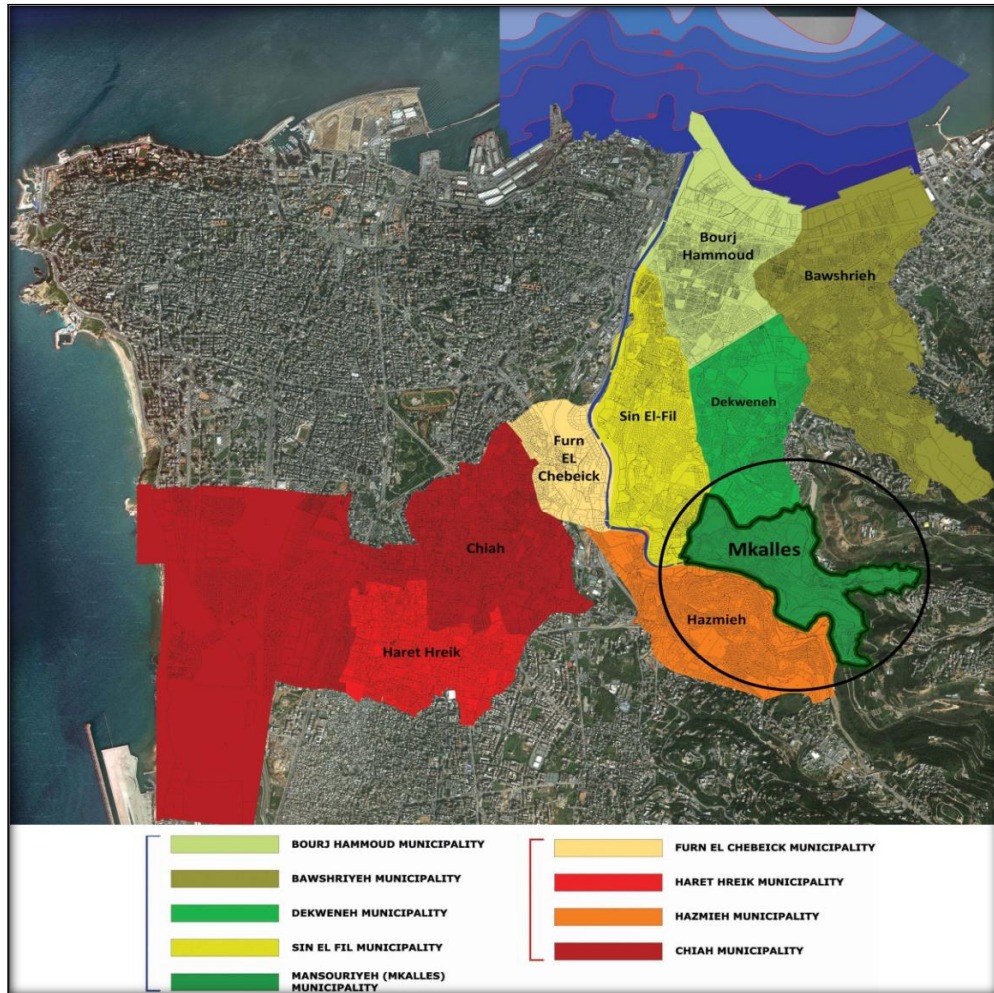 Bourj
Hammoud
Bawshrieh
Dekweneh
Sin El-Fil
Furn
EL
Chebeick
Mkalles
Chiah
Hazmieh
Haret Hreik
BOURJ HAMMOUD MUNICIPALITY
BAWSHRIYEH MUNICIPALITY
DEKWENEH MUNICIPALITY
SIN EL FIL MUNICIPALITY
MANSOURIYEH (MKALLES)
MUNICIPALITY
FURN EL CHEBEICK MUNICIPALITY
HARET HREIK MUNICIPALITY
HAZMIEH MUNICIPALITY
CHIAH MUNICIPALITY